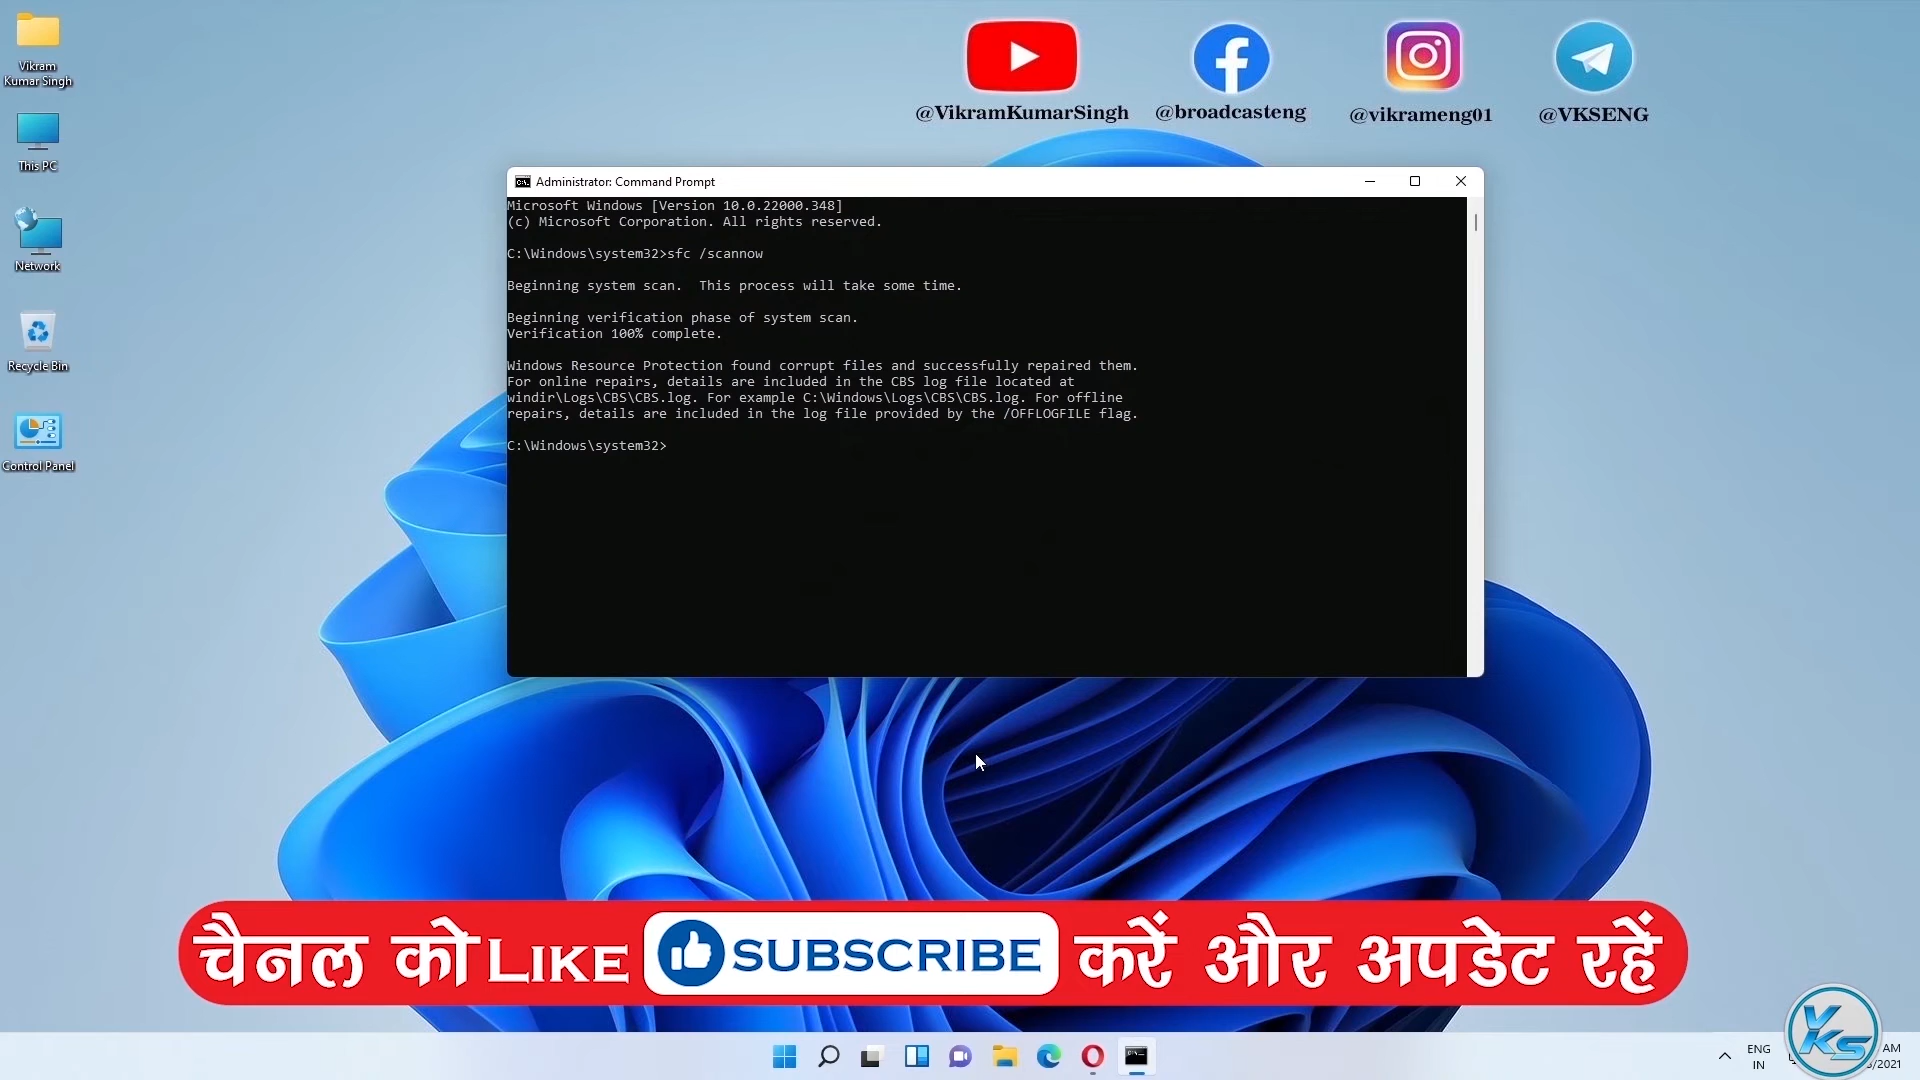 Vikram
Kumar Singh
This PC
Network
Recycle Bin
Control Panel
@VikramKumarSingh
@broadcasteng
@vikrameng01
@VKSENG
Administrator: Command Prompt
Microsoft Windows [Version 10.0.22000.348]
(c) Microsoft Corporation. All rights reserved.
C:\Windows\system32>sfc /scannow
Beginning system scan.  This process will take some time.
Beginning verification phase of system scan.
Verification 100% complete.
Windows Resource Protection found corrupt files and successfully repaired them.
For online repairs, details are included in the CBS log file located at
windir\Logs\CBS\CBS.log. For example C:\Windows\Logs\CBS\CBS.log. For offline
repairs, details are included in the log file provided by the /OFFLOGFILE flag.
C:\Windows\system32>
चैनल को LIKE SUBSCRIBE करें और अपडेट रहें
ENG
IN
VKS
AM
/2021